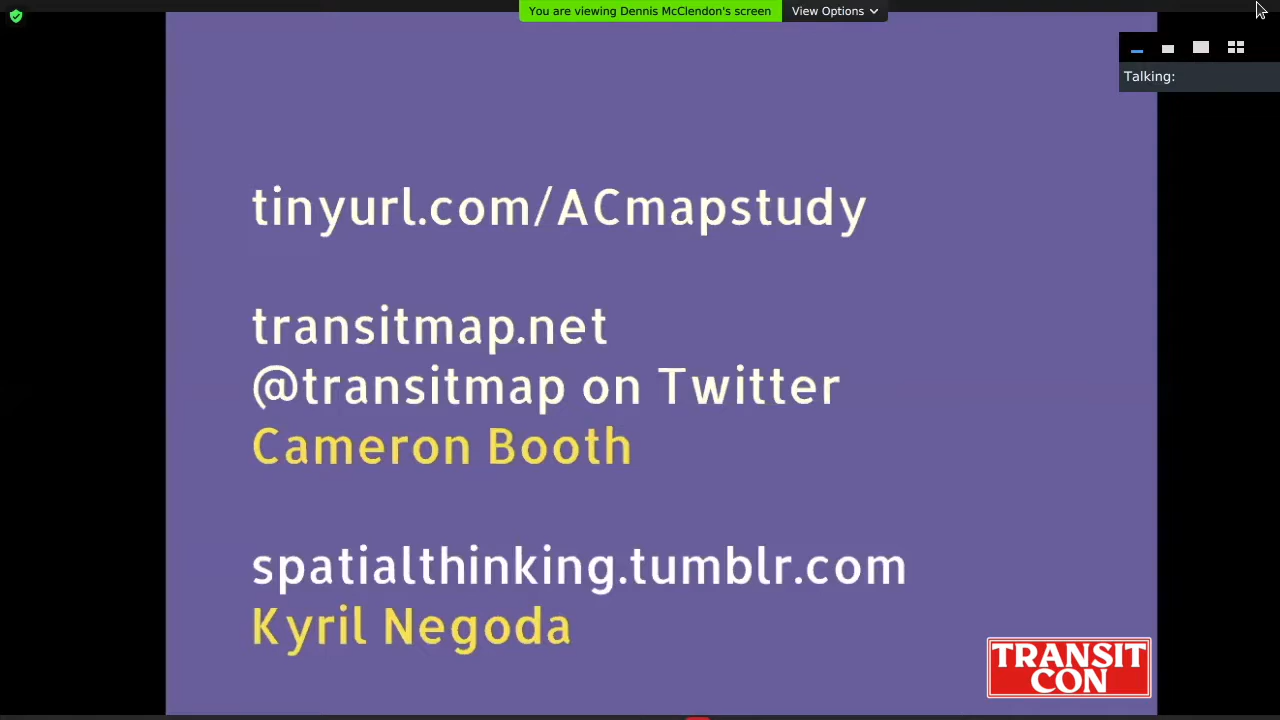 You are viewing Dennis McClendon's screen
View Options
Talking:
tinyurl.com/ACmapstudy
transitmap.net
@transitmap on Twitter
Cameron Booth
spatialthinking.tumblr.com
Kyril Negoda
TRANSIT
CON